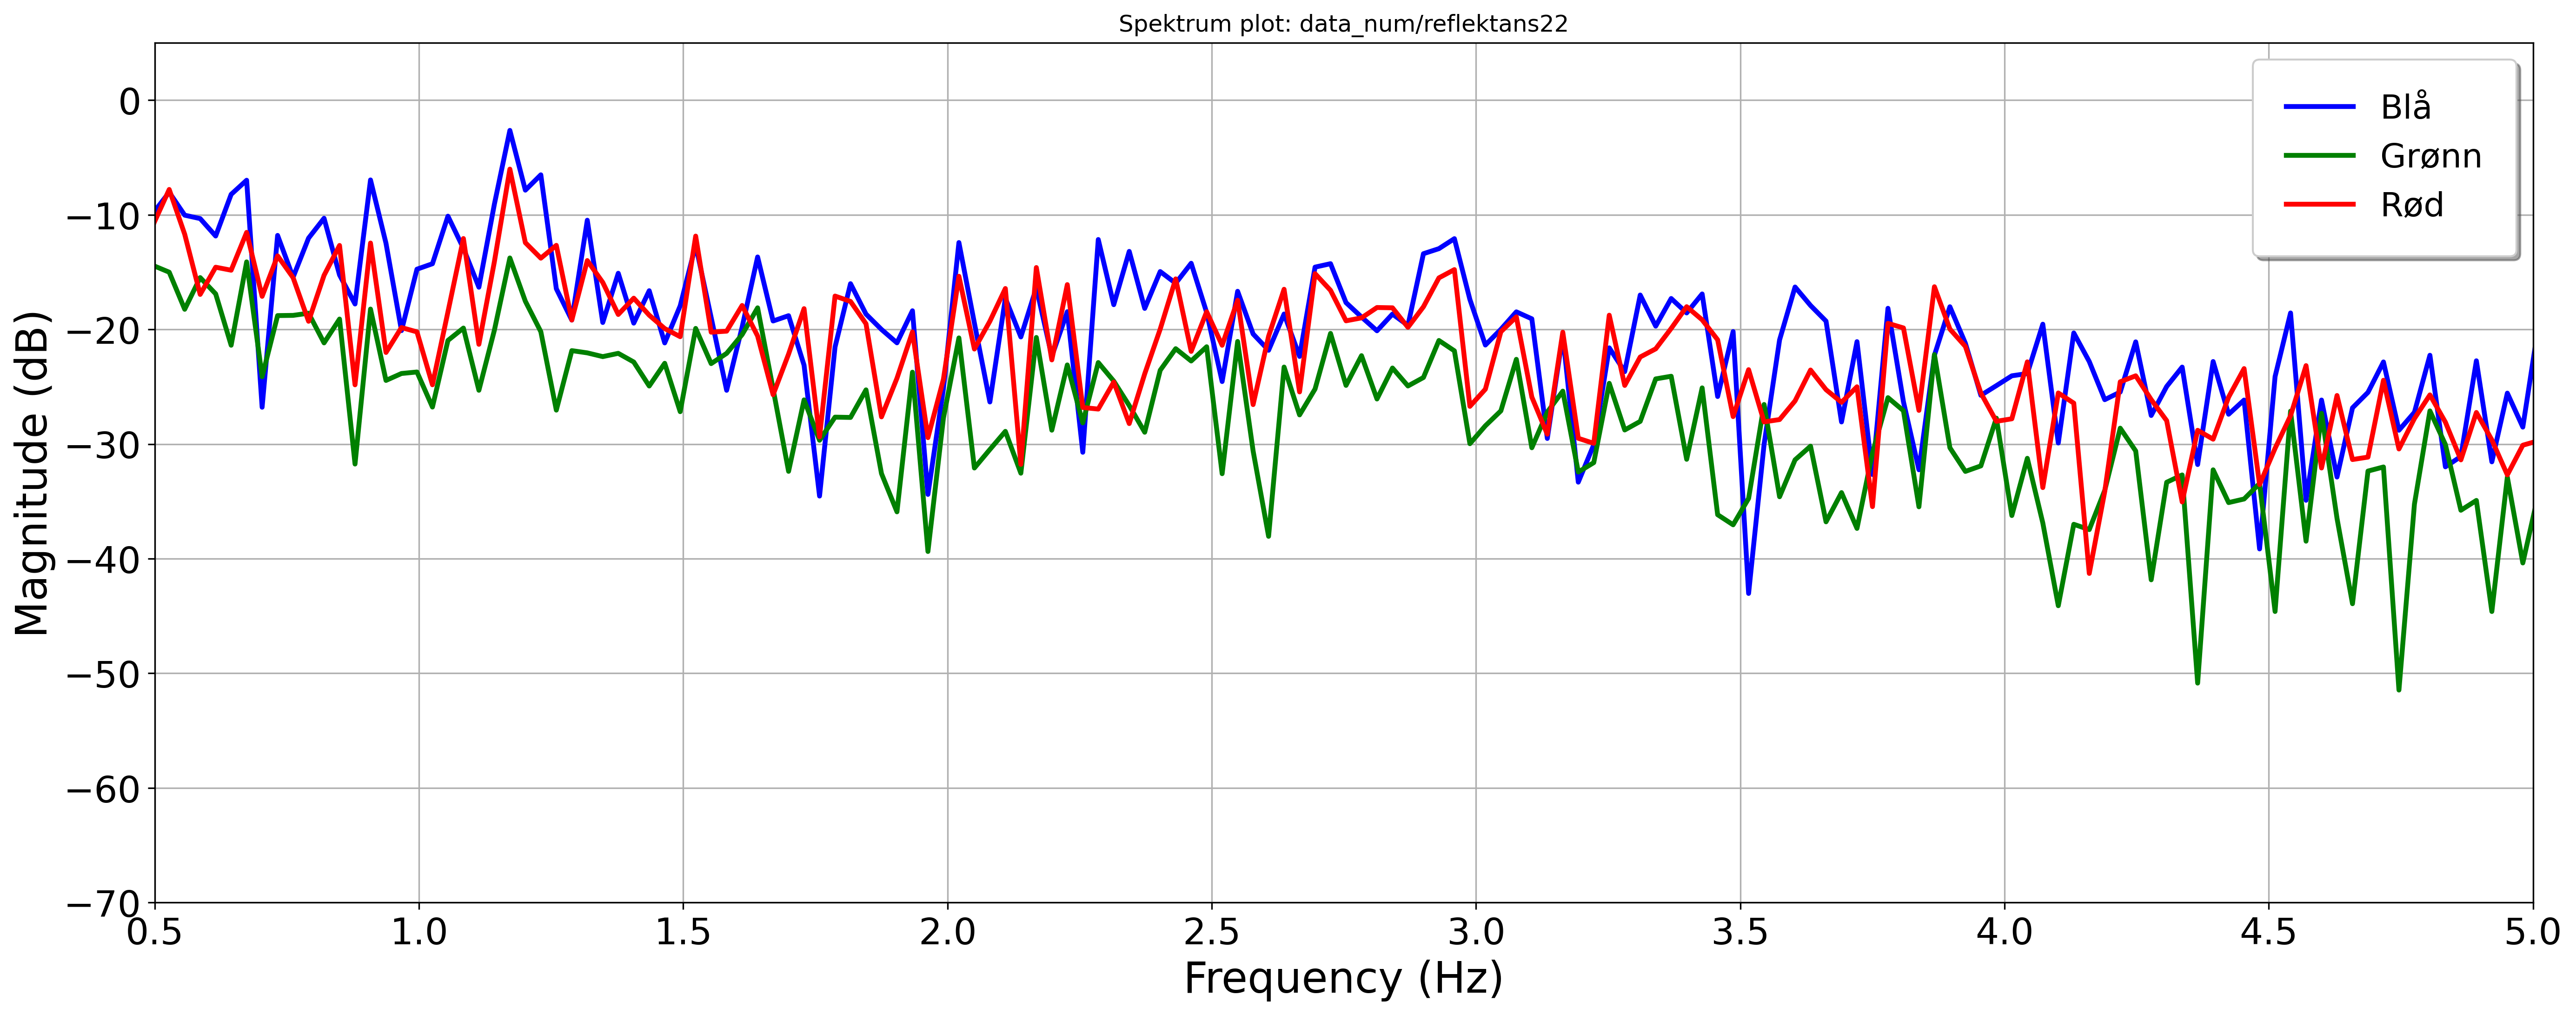 Spektrum plot: data_num/reflektans22
Blå
Grønn
Rød
Magnitude (dB)
0
−10
−20
−30
−40
−50
−60
−70
0.5 1.0 1.5 2.0 2.5 3.0 3.5 4.0 4.5 5.0
Frequency (Hz)